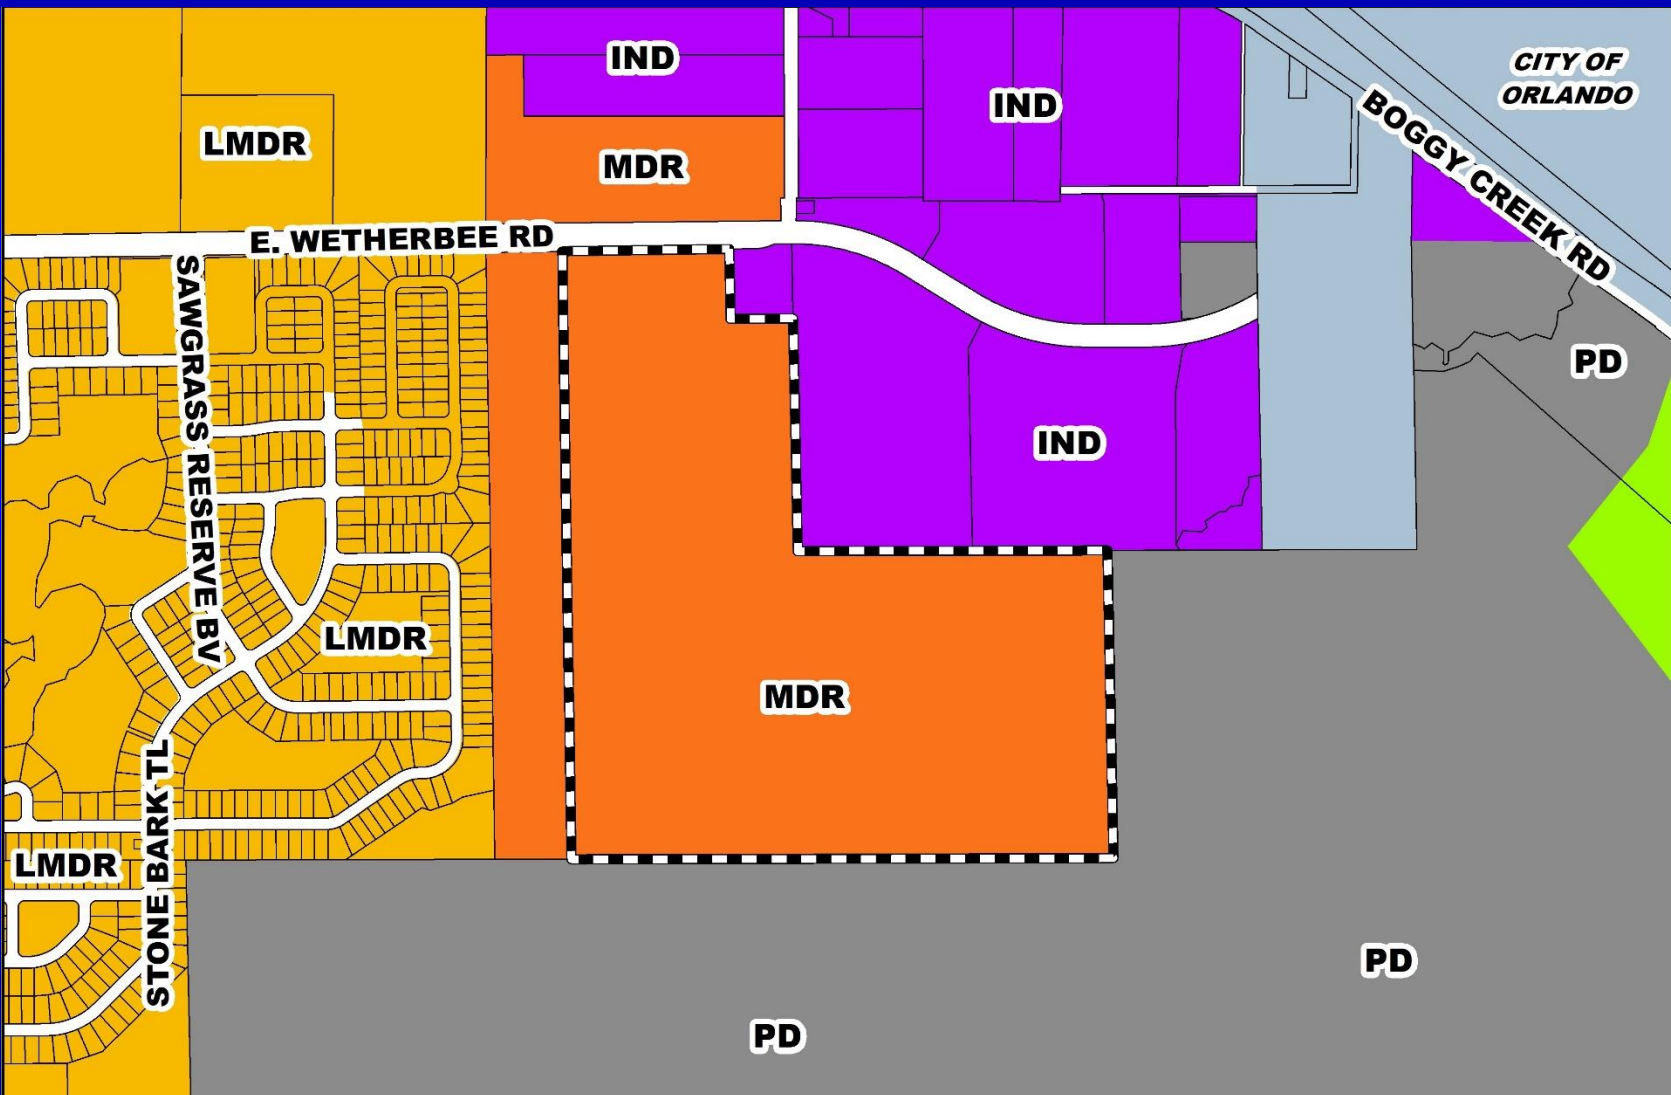 IND
CITY OF
ORLANDO
IND
BOGGY CREEK RD
LMDR
MDR
E. WETHERBEE RD
SAWGRASS RESERVE BV
PD
IND
LMDR
MDR
STONE BARK TL
LMDR
PD
PD